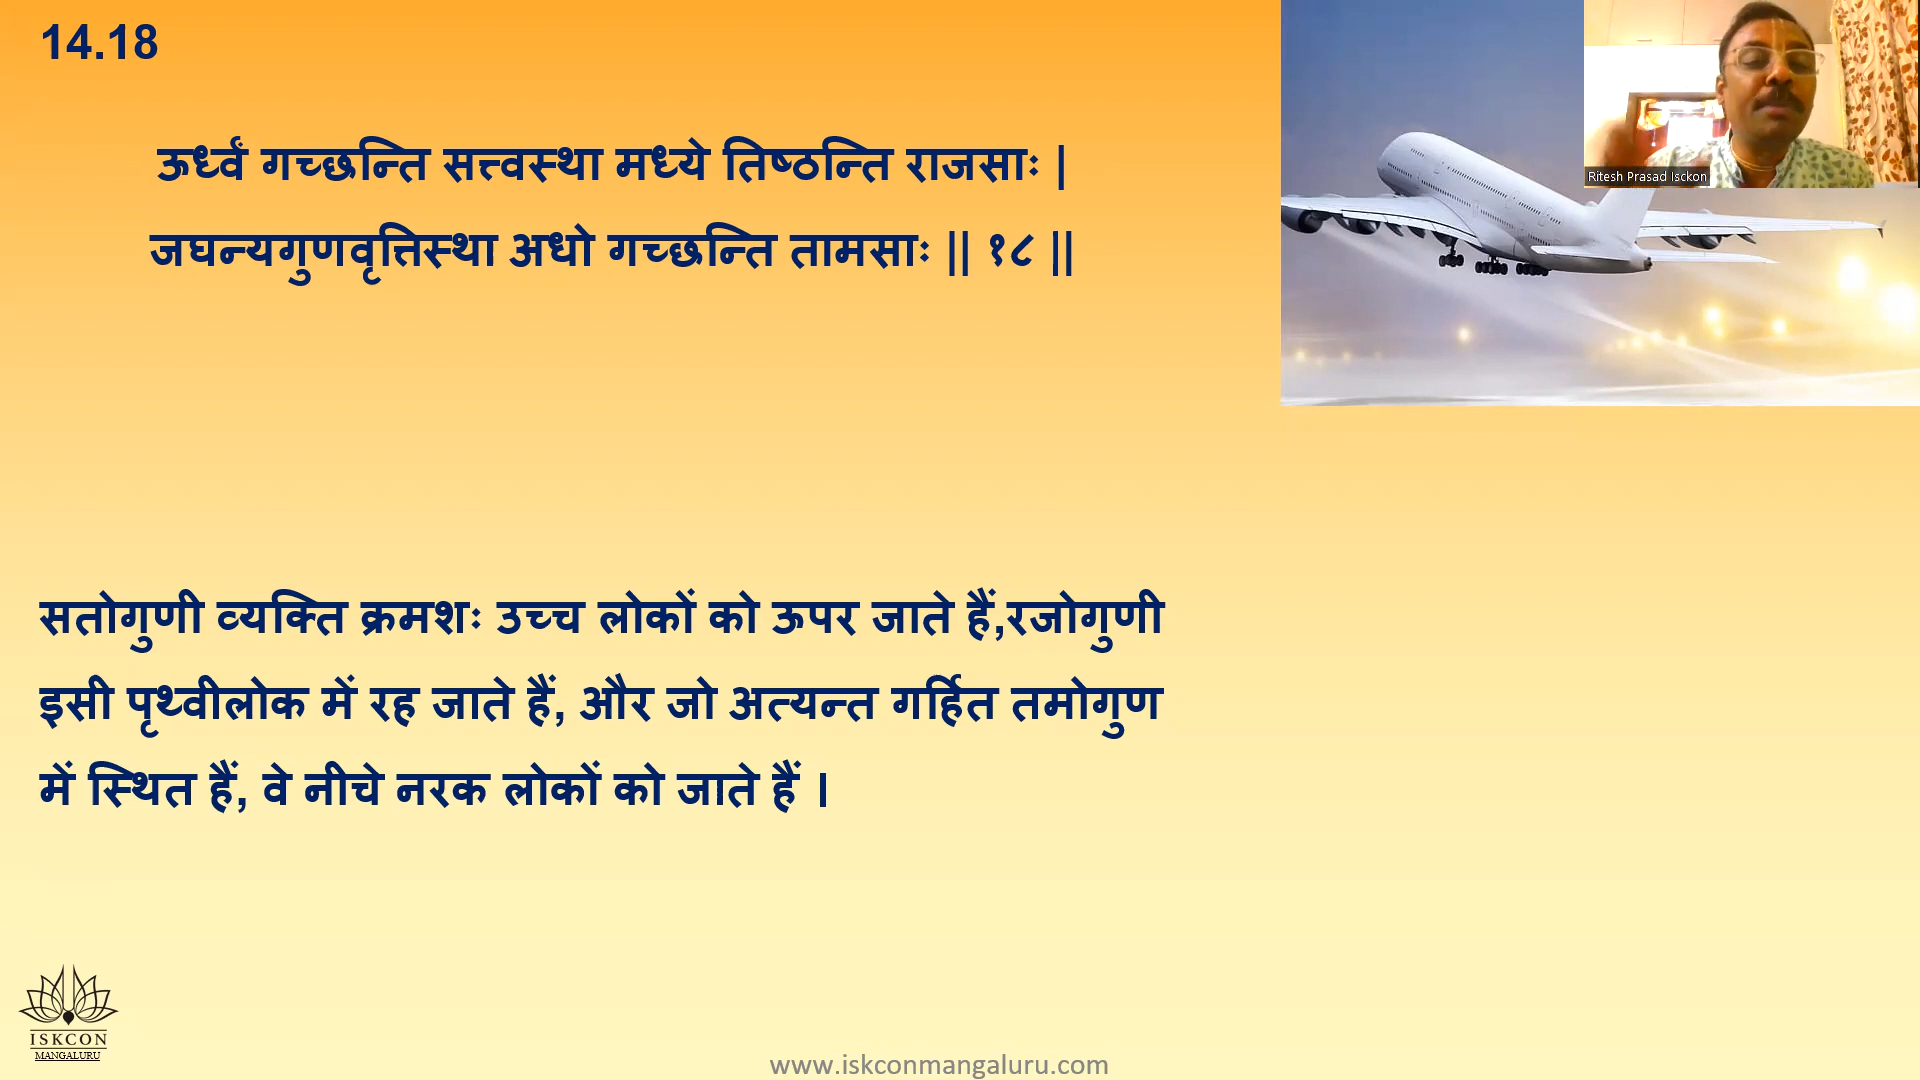 14.18
ऊर्ध्वं गच्छन्ति सत्त्वस्था मध्ये तिष्ठन्ति राजसाः |
जघन्यगुणवृत्तिस्था अधो गच्छन्ति तामसाः || १८ ||
Ritesh Prasad Isckon
सतोगुणी व्यक्ति क्रमशः उच्च लोकों को ऊपर जाते हैं,रजोगुणी
इसी पृथ्वीलोक में रह जाते हैं, और जो अत्यन्त गर्हित तमोगुण
में स्थित हैं, वे नीचे नरक लोकों को जाते हैं ।
ISKCON
MANGALURU
www.iskconmangaluru.com